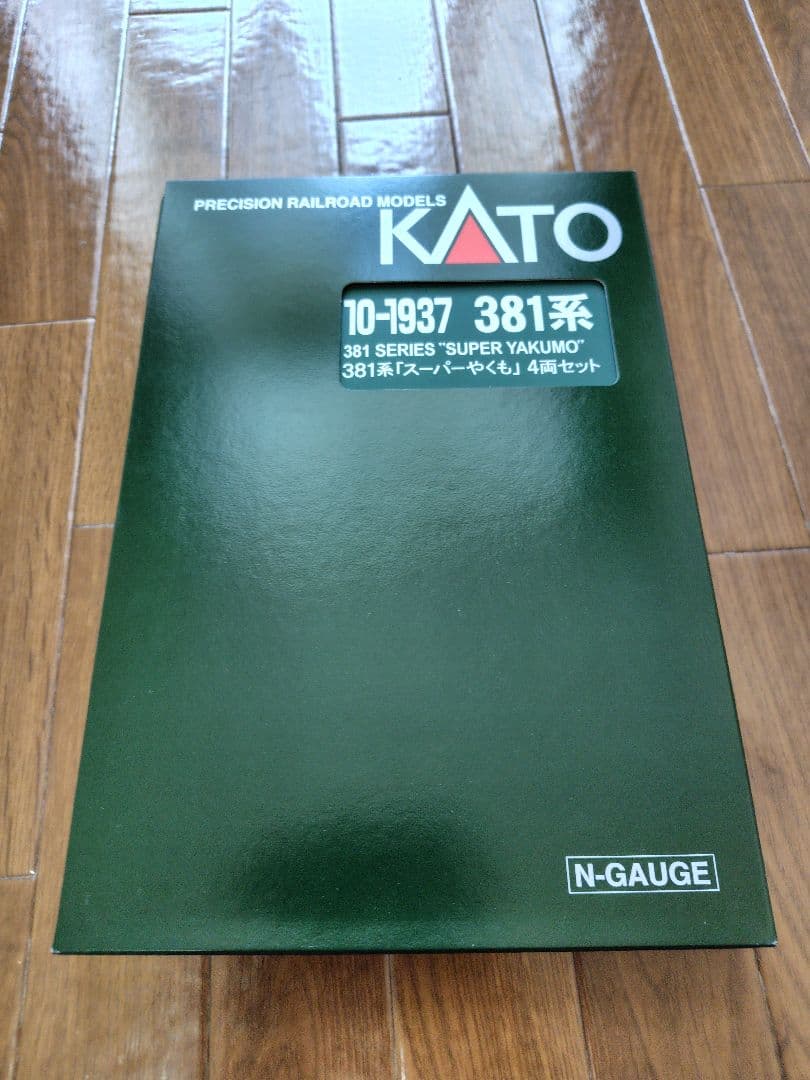 PRECISION RAILROAD MODELS
KATO
10-1937 381系
381 SERIES "SUPER YAKUMO"
381系「スーパーやくも」 4両セット
N-GAUGE